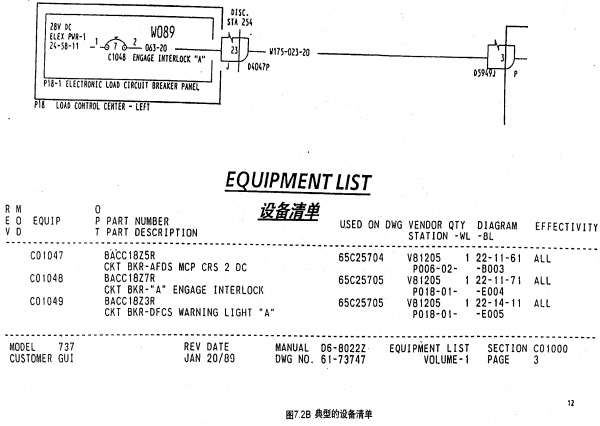 DISC.
STA 254
28V DC
ELEX PWR-1
24-58-11
W089
1 7 2 063-20
C1048 ENGAGE INTERLOCK "A"
23
W175-023-20
3
J D4047P
D5949J P
P18-1 ELECTRONIC LOAD CIRCUIT BREAKER PANEL
P18 LOAD CONTROL CENTER - LEFT
EQUIPMENT LIST
设备清单
R M O
E O EQUIP P PART NUMBER USED ON DWG VENDOR QTY DIAGRAM EFFECTIVITY
V D T PART DESCRIPTION STATION -WL -BL
C01047 BACC18Z5R 65C25704 V81205 1 22-11-61 ALL
CKT BKR-AFDS MCP CRS 2 DC P006-02- -B003
C01048 BACC18Z7R 65C25705 V81205 1 22-11-71 ALL
CKT BKR-"A" ENGAGE INTERLOCK P018-01- -E004
C01049 BACC18Z3R 65C25705 V81205 1 22-14-11 ALL
CKT BKR-DFCS WARNING LIGHT "A" P018-01- -E005
MODEL 737 REV DATE MANUAL D6-8022Z EQUIPMENT LIST SECTION C01000
CUSTOMER GUI JAN 20/89 DWG NO. 61-73747 VOLUME-1 PAGE 3
12
图7.2B 典型的设备清单